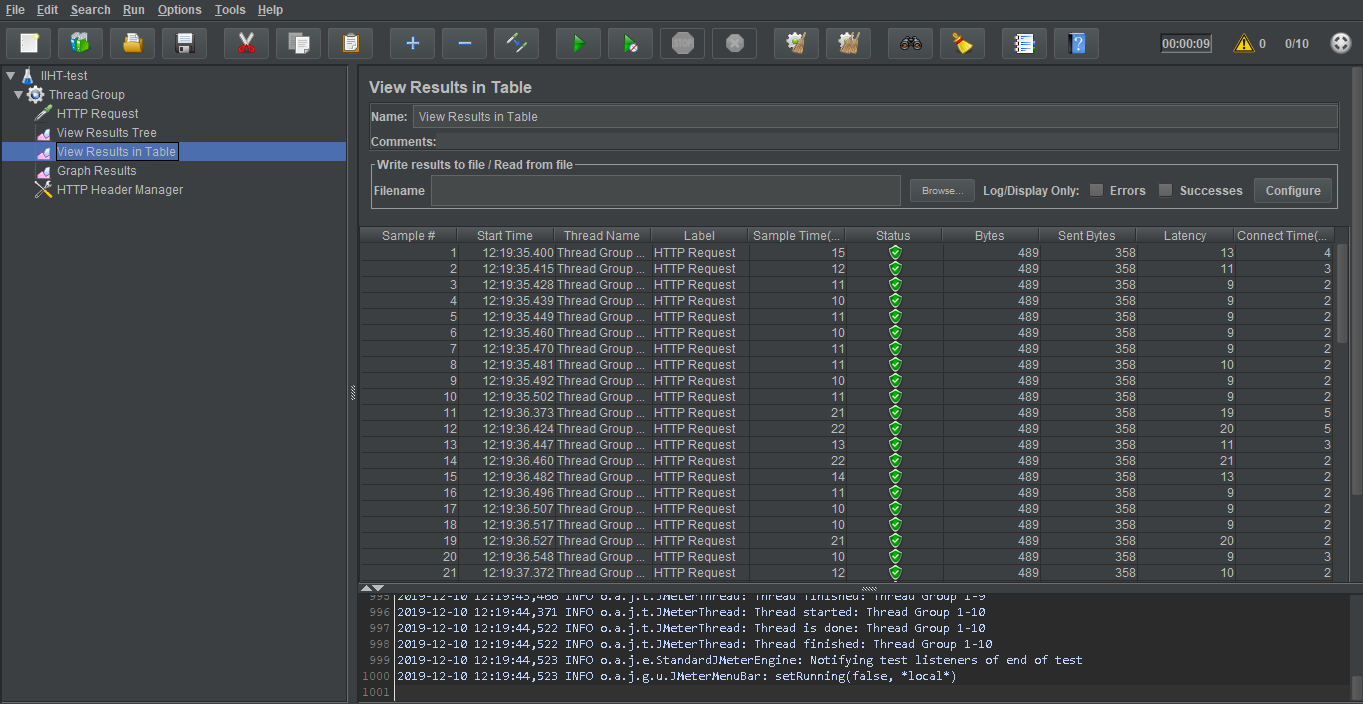 File Edit Search Run Options Tools Help
STOP 00:00:09 0 0/10
IIHT-test
Thread Group
HTTP Request
View Results Tree
View Results in Table
Graph Results
HTTP Header Manager
View Results in Table
Name: View Results in Table
Comments:
Write results to file / Read from file
Filename Browse... Log/Display Only: Errors Successes Configure
Sample # Start Time Thread Name Label Sample Time(... Status Bytes Sent Bytes Latency Connect Time(...
1 12:19:35.400 Thread Group ... HTTP Request 15 489 358 13 4
2 12:19:35.415 Thread Group ... HTTP Request 12 489 358 11 3
3 12:19:35.428 Thread Group ... HTTP Request 11 489 358 9 2
4 12:19:35.439 Thread Group ... HTTP Request 10 489 358 9 2
5 12:19:35.449 Thread Group ... HTTP Request 11 489 358 9 2
6 12:19:35.460 Thread Group ... HTTP Request 10 489 358 9 2
7 12:19:35.470 Thread Group ... HTTP Request 11 489 358 9 2
8 12:19:35.481 Thread Group ... HTTP Request 11 489 358 10 2
9 12:19:35.492 Thread Group ... HTTP Request 10 489 358 9 2
10 12:19:35.502 Thread Group ... HTTP Request 11 489 358 9 2
11 12:19:36.373 Thread Group ... HTTP Request 21 489 358 19 5
12 12:19:36.424 Thread Group ... HTTP Request 22 489 358 20 5
13 12:19:36.447 Thread Group ... HTTP Request 13 489 358 11 3
14 12:19:36.460 Thread Group ... HTTP Request 22 489 358 21 2
15 12:19:36.482 Thread Group ... HTTP Request 14 489 358 13 2
16 12:19:36.496 Thread Group ... HTTP Request 11 489 358 9 2
17 12:19:36.507 Thread Group ... HTTP Request 10 489 358 9 2
18 12:19:36.517 Thread Group ... HTTP Request 10 489 358 9 2
19 12:19:36.527 Thread Group ... HTTP Request 21 489 358 20 2
20 12:19:36.548 Thread Group ... HTTP Request 10 489 358 9 3
21 12:19:37.372 Thread Group ... HTTP Request 12 489 358 10 2
995 2019-12-10 12:19:43,466 INFO o.a.j.t.JMeterThread: Thread finished: Thread Group 1-9
996 2019-12-10 12:19:44,371 INFO o.a.j.t.JMeterThread: Thread started: Thread Group 1-10
997 2019-12-10 12:19:44,522 INFO o.a.j.t.JMeterThread: Thread is done: Thread Group 1-10
998 2019-12-10 12:19:44,522 INFO o.a.j.t.JMeterThread: Thread finished: Thread Group 1-10
999 2019-12-10 12:19:44,523 INFO o.a.j.e.StandardJMeterEngine: Notifying test listeners of end of test
1000 2019-12-10 12:19:44,523 INFO o.a.j.g.u.JMeterMenuBar: setRunning(false, *local*)
1001